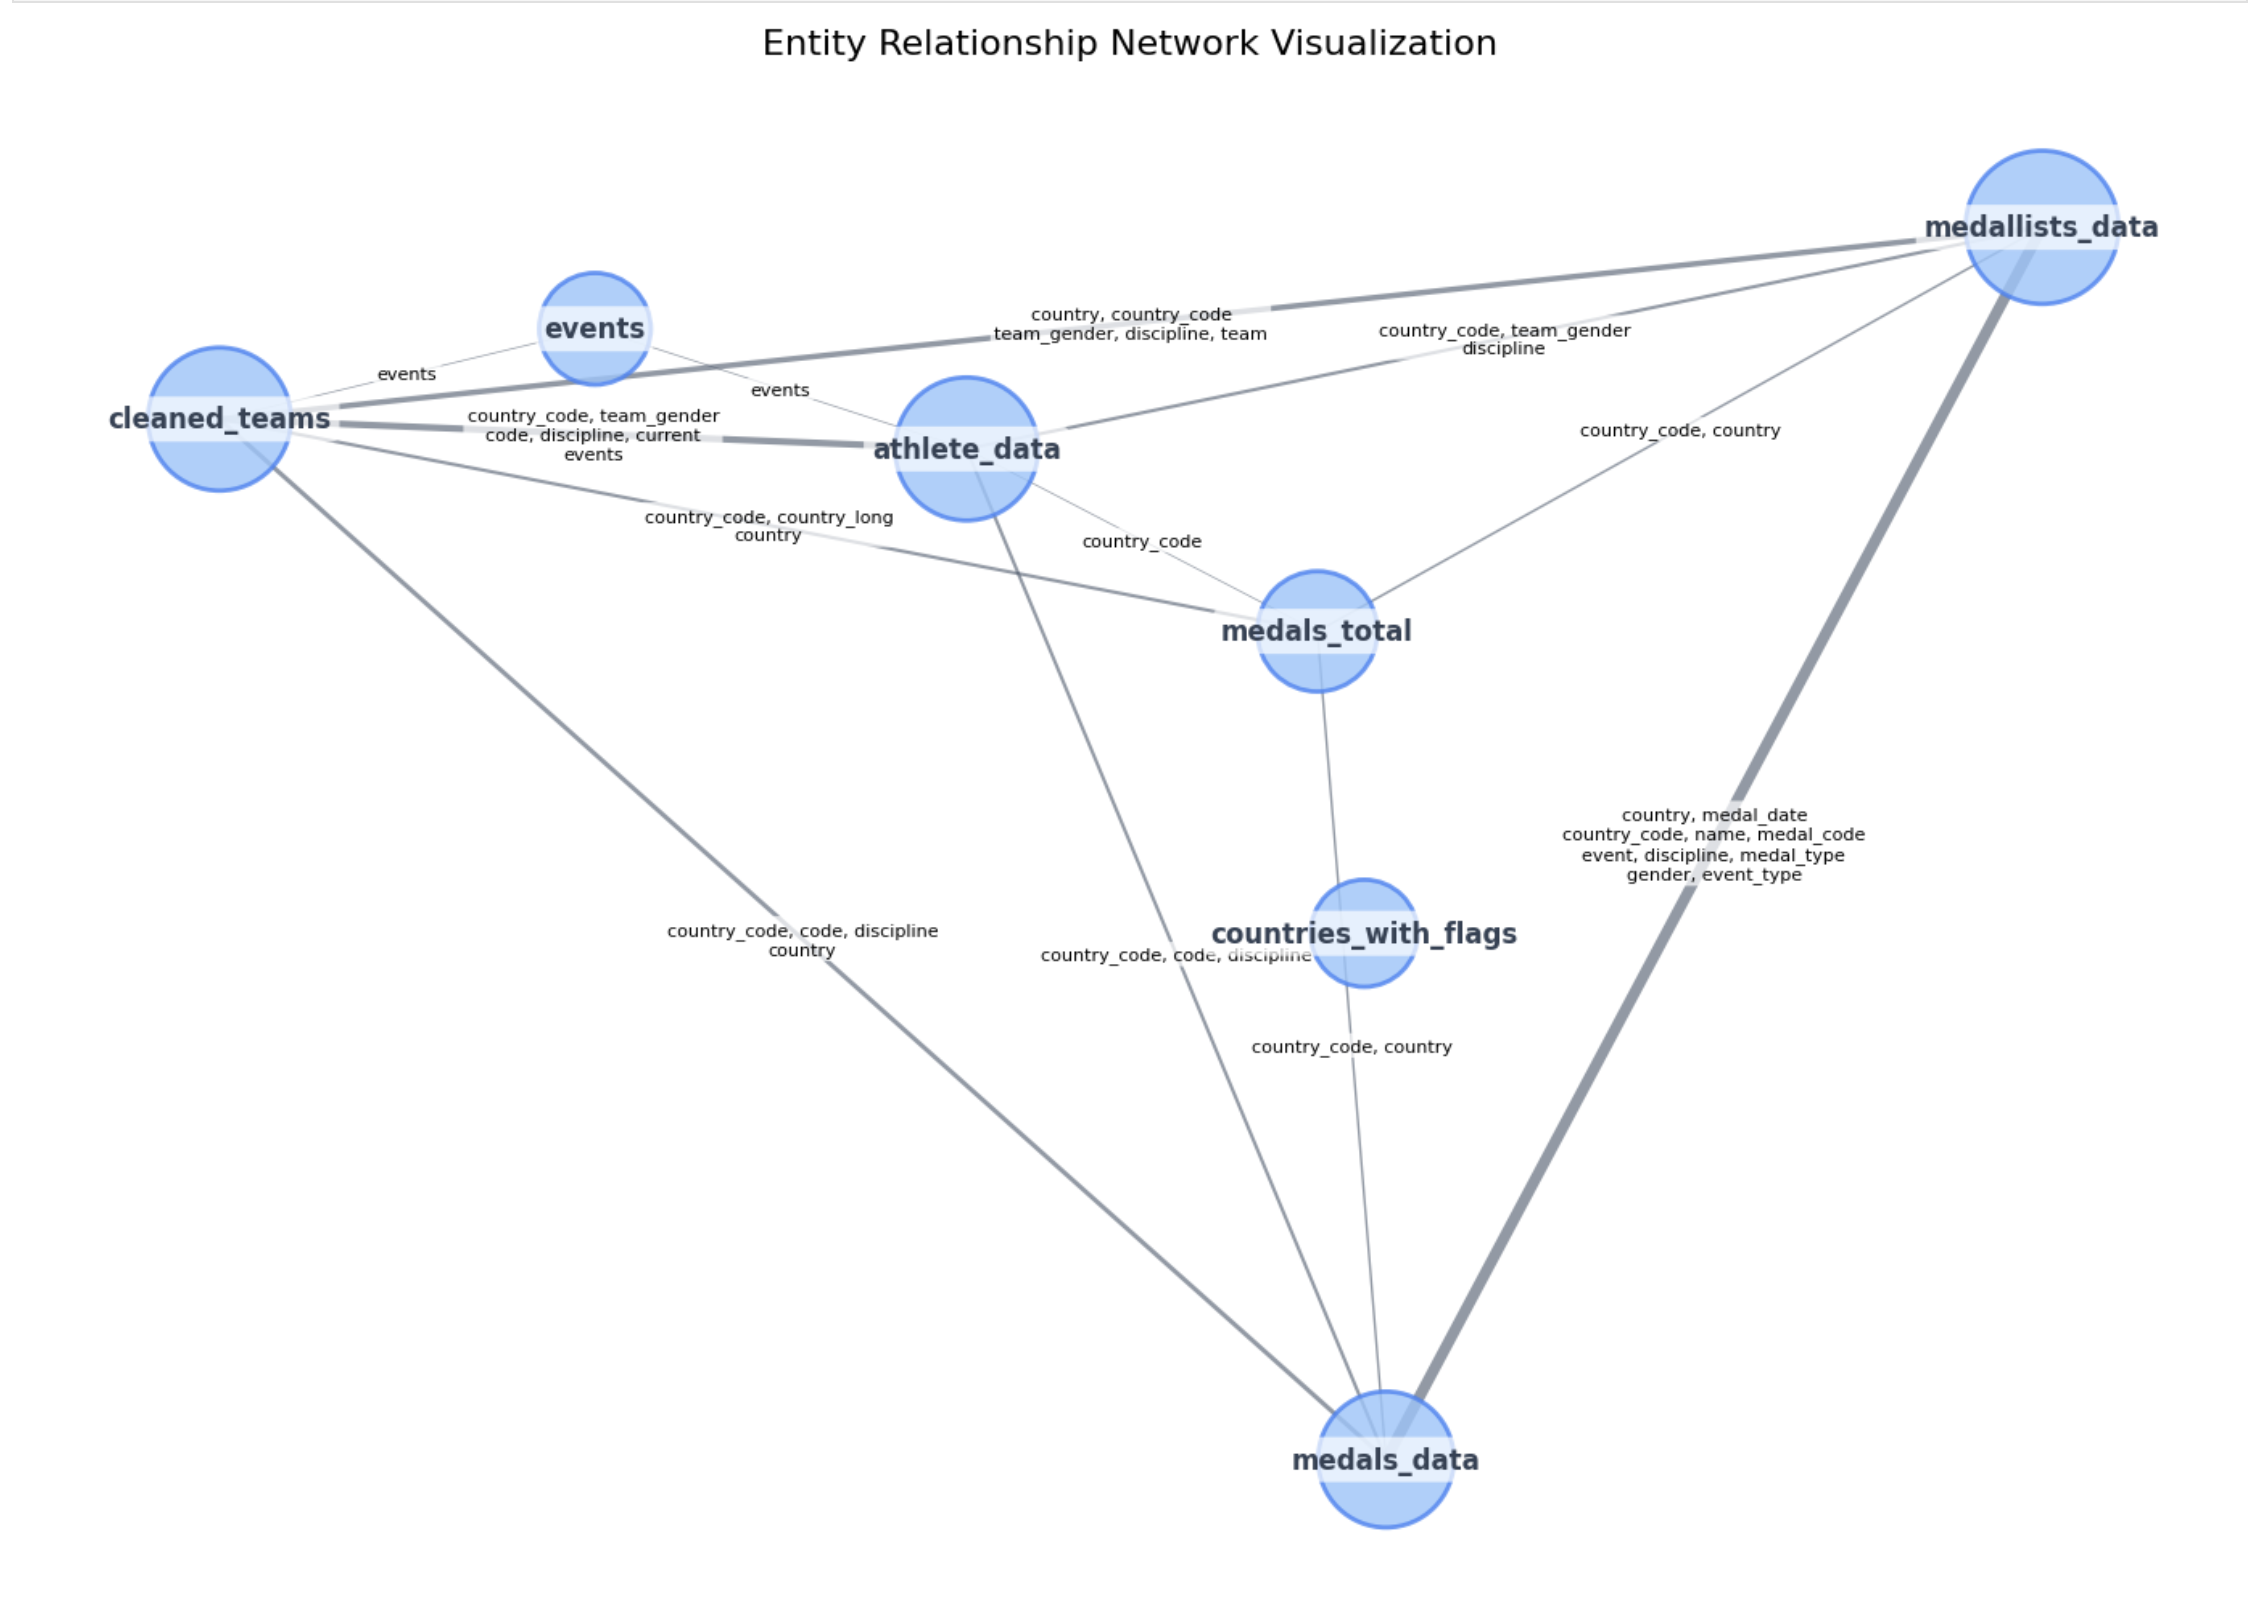 Entity Relationship Network Visualization
medallists_data
events
country, country_code
team_gender, discipline, team
country_code, team_gender
discipline
events
events
cleaned_teams
country_code, team_gender
code, discipline, current
events
athlete_data
country_code, country
country_code, country_long
country
country_code
medals_total
country, medal_date
country_code, name, medal_code
event, discipline, medal_type
gender, event_type
country_code, code, discipline
country
countries_with_flags
country_code, code, discipline
country_code, country
medals_data